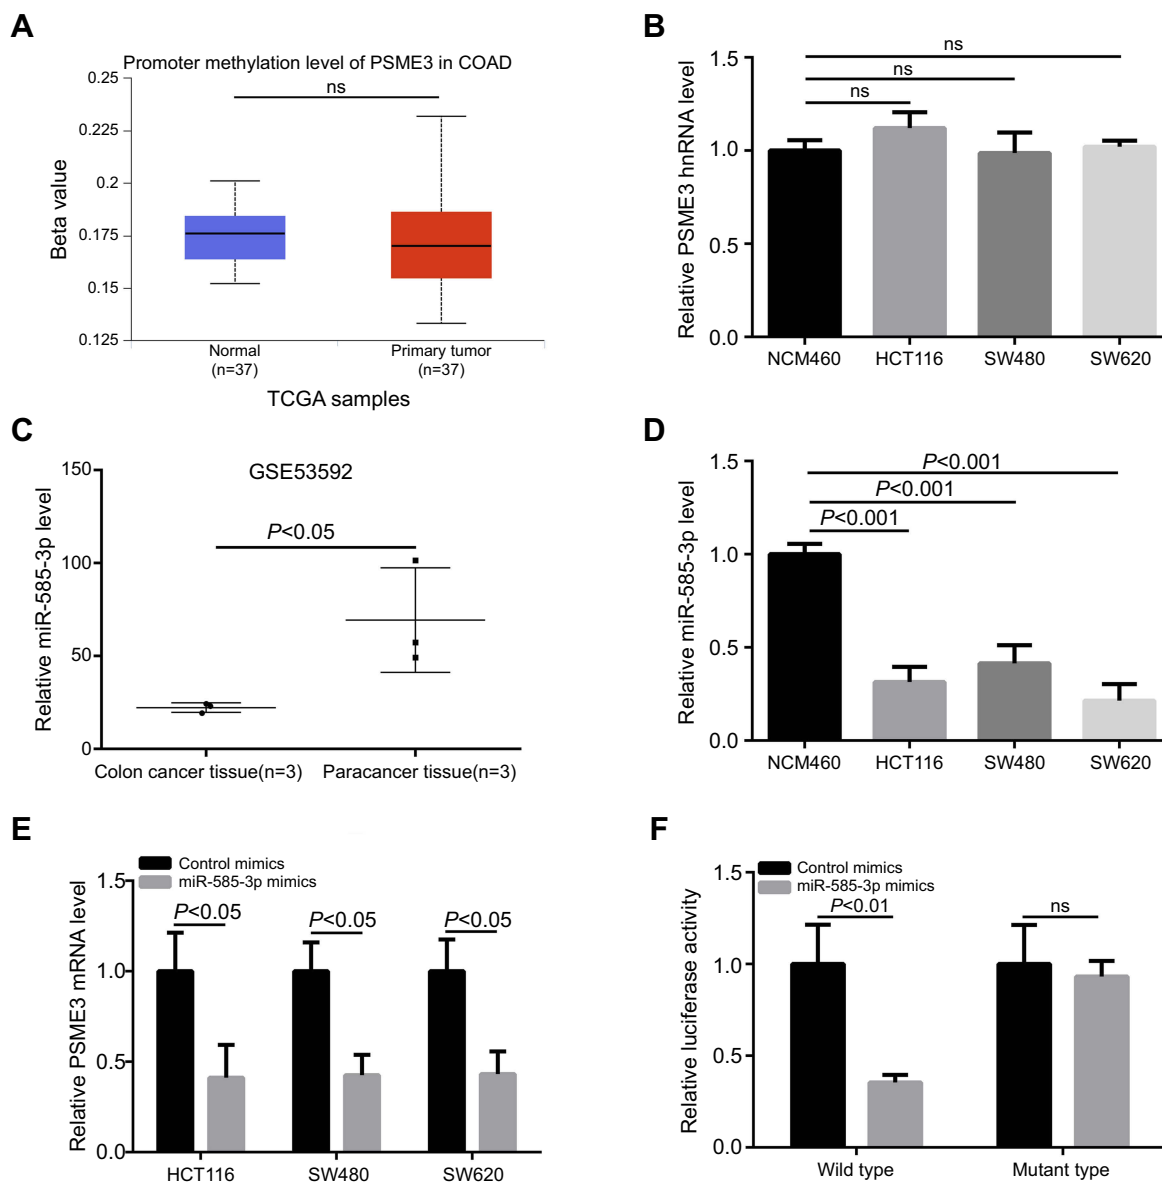 A
Promoter methylation level of PSME3 in COAD
ns
0.25
0.225
0.2
0.175
0.15
0.125
Beta value
Normal
(n=37)
Primary tumor
(n=37)
TCGA samples
B
ns
ns
ns
1.5
1.0
0.5
0.0
Relative PSME3 hnRNA level
NCM460 HCT116 SW480 SW620
C
GSE53592
P<0.05
150
100
50
0
Relative miR-585-3p level
Colon cancer tissue(n=3) Paracancer tissue(n=3)
D
P<0.001
P<0.001
P<0.001
1.5
1.0
0.5
0.0
Relative miR-585-3p level
NCM460 HCT116 SW480 SW620
E
Control mimics
miR-585-3p mimics
P<0.05 P<0.05 P<0.05
1.5
1.0
0.5
0.0
Relative PSME3 mRNA level
HCT116 SW480 SW620
F
Control mimics
miR-585-3p mimics
P<0.01 ns
1.5
1.0
0.5
0.0
Relative luciferase activity
Wild type Mutant type